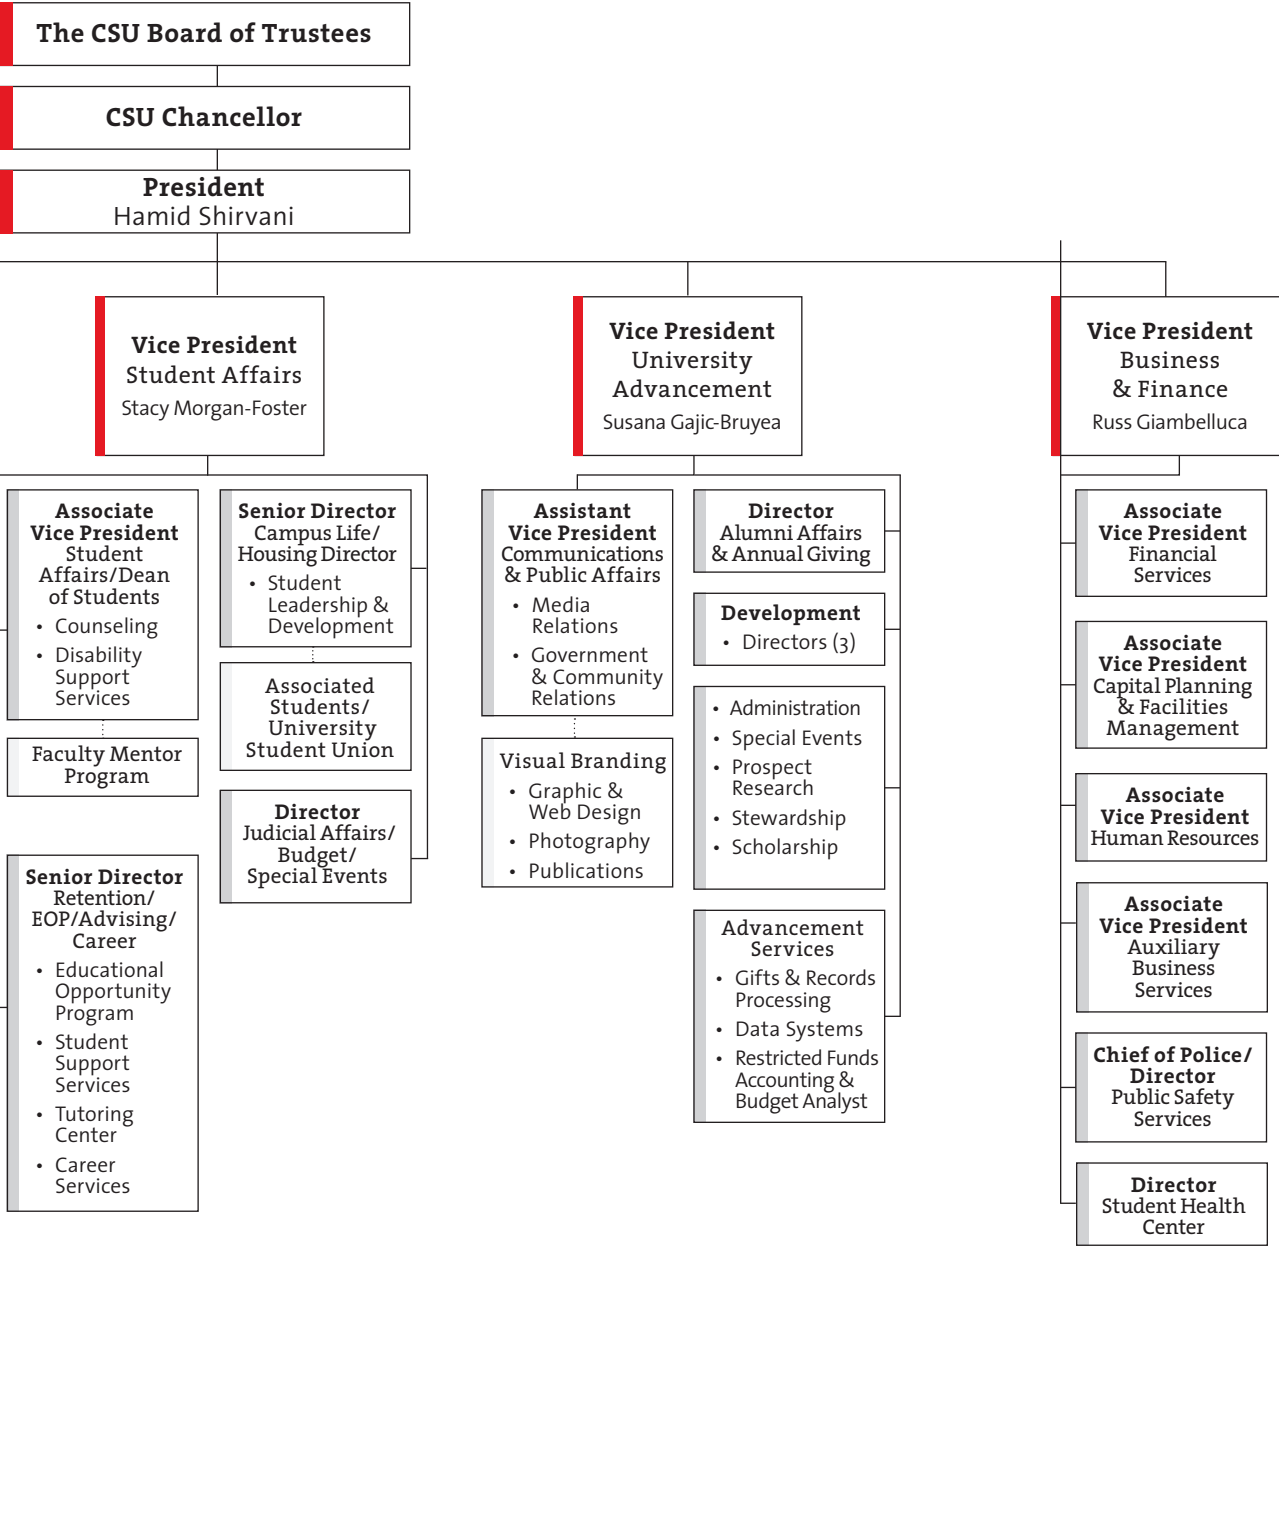 The CSU Board of Trustees
CSU Chancellor
President
Hamid Shirvani
Vice President
Student Affairs
Stacy Morgan-Foster
Vice President
University
Advancement
Susana Gajic-Bruyea
Vice President
Business
& Finance
Russ Giambelluca
Associate
Vice President
Student
Affairs/Dean
of Students
• Counseling
• Disability
Support
Services
Faculty Mentor
Program
Senior Director
Retention/
EOP/Advising/
Career
• Educational
Opportunity
Program
• Student
Support
Services
• Tutoring
Center
• Career
Services
Senior Director
Campus Life/
Housing Director
• Student
Leadership &
Development
Associated
Students/
University
Student Union
Director
Judicial Affairs/
Budget/
Special Events
Assistant
Vice President
Communications
& Public Affairs
• Media
Relations
• Government
& Community
Relations
Visual Branding
• Graphic &
Web Design
• Photography
• Publications
Director
Alumni Affairs
& Annual Giving
Development
• Directors (3)
• Administration
• Special Events
• Prospect
Research
• Stewardship
• Scholarship
Advancement
Services
• Gifts & Records
Processing
• Data Systems
• Restricted Funds
Accounting &
Budget Analyst
Associate
Vice President
Financial
Services
Associate
Vice President
Capital Planning
& Facilities
Management
Associate
Vice President
Human Resources
Associate
Vice President
Auxiliary
Business
Services
Chief of Police/
Director
Public Safety
Services
Director
Student Health
Center